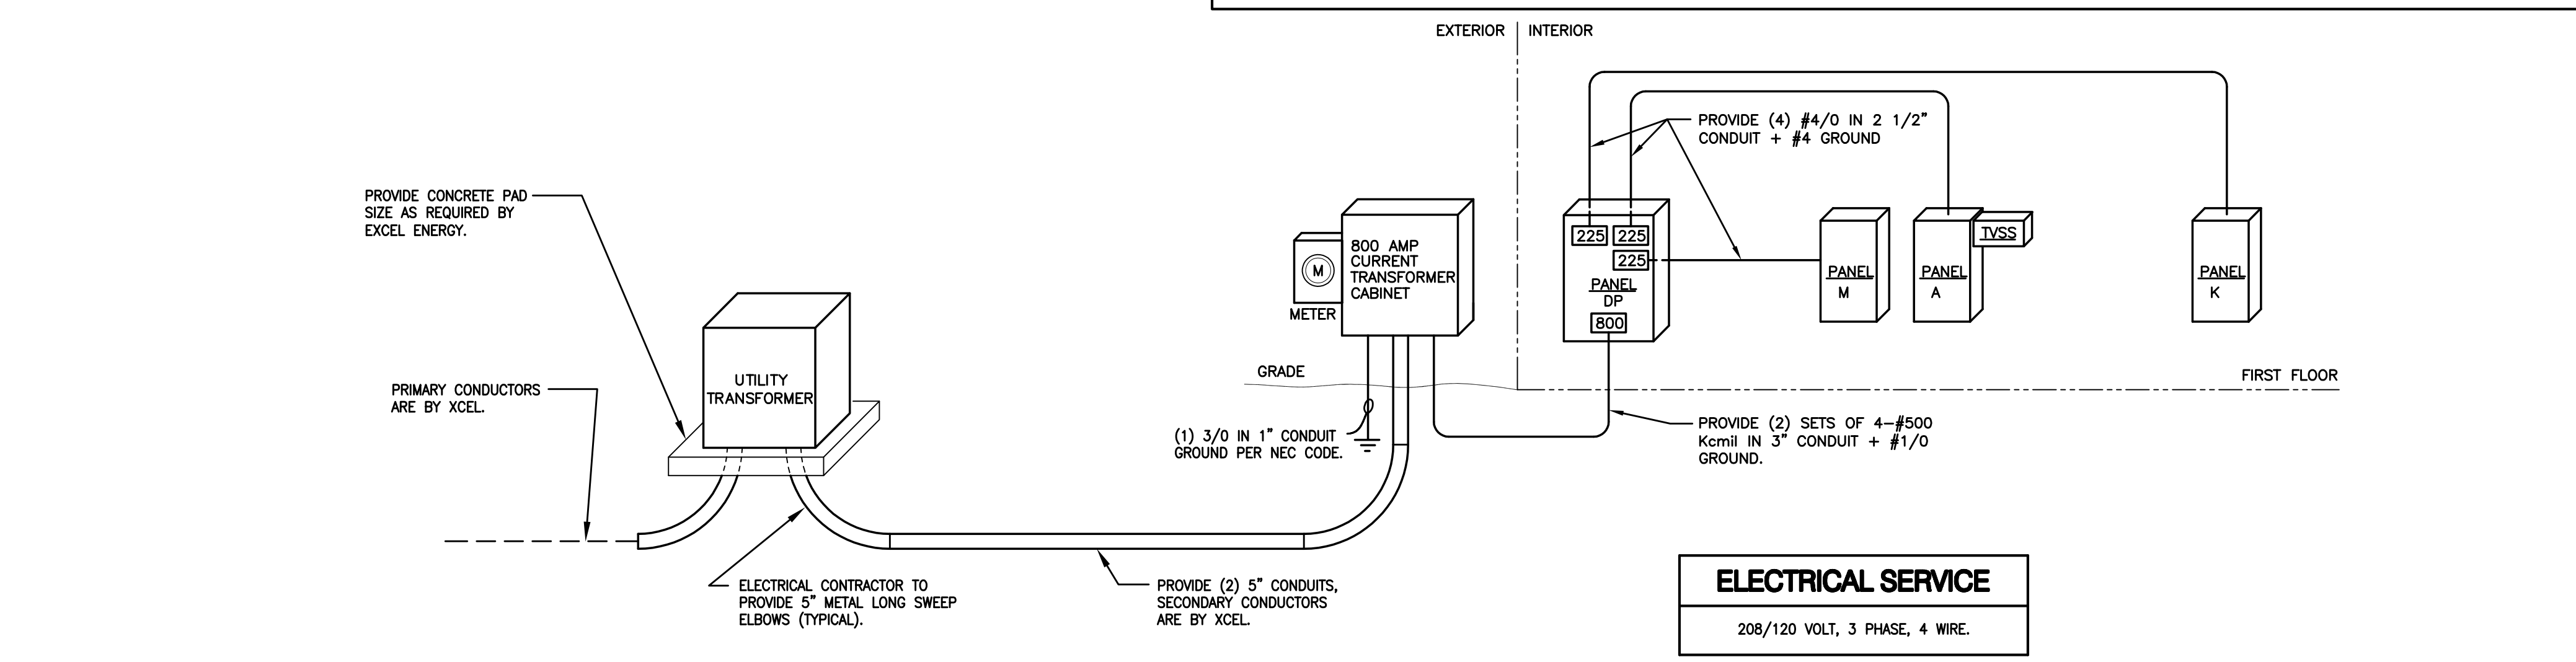 EXTERIOR
INTERIOR
PROVIDE (4) #4/0 IN 2 1/2"
CONDUIT + #4 GROUND
PROVIDE CONCRETE PAD
SIZE AS REQUIRED BY
EXCEL ENERGY.
PRIMARY CONDUCTORS
ARE BY XCEL.
UTILITY
TRANSFORMER
M
METER
800 AMP
CURRENT
TRANSFORMER
CABINET
225
225
225
PANEL
DP
800
PANEL
M
PANEL
A
TVSS
PANEL
K
GRADE
FIRST FLOOR
(1) 3/0 IN 1" CONDUIT
GROUND PER NEC CODE.
PROVIDE (2) SETS OF 4-#500
Kcmil IN 3" CONDUIT + #1/0
GROUND.
ELECTRICAL CONTRACTOR TO
PROVIDE 5" METAL LONG SWEEP
ELBOWS (TYPICAL).
PROVIDE (2) 5" CONDUITS,
SECONDARY CONDUCTORS
ARE BY XCEL.
ELECTRICAL SERVICE
208/120 VOLT, 3 PHASE, 4 WIRE.